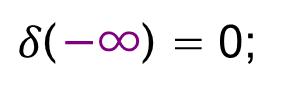 δ(−∞) = 0;